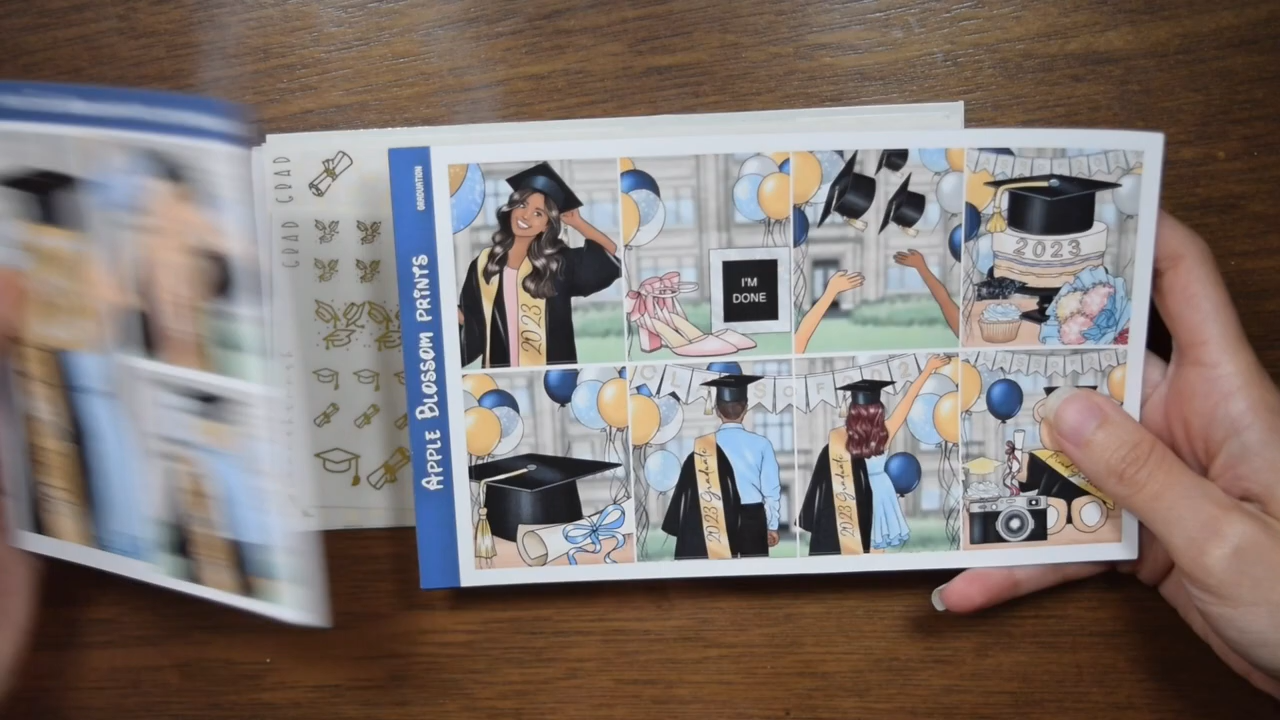 GRAD
GRAD
GRADUATION
APPLE BLOSSOM PRINTS
2023
I'M
DONE
2023
2023 Graduate
2023 Graduate